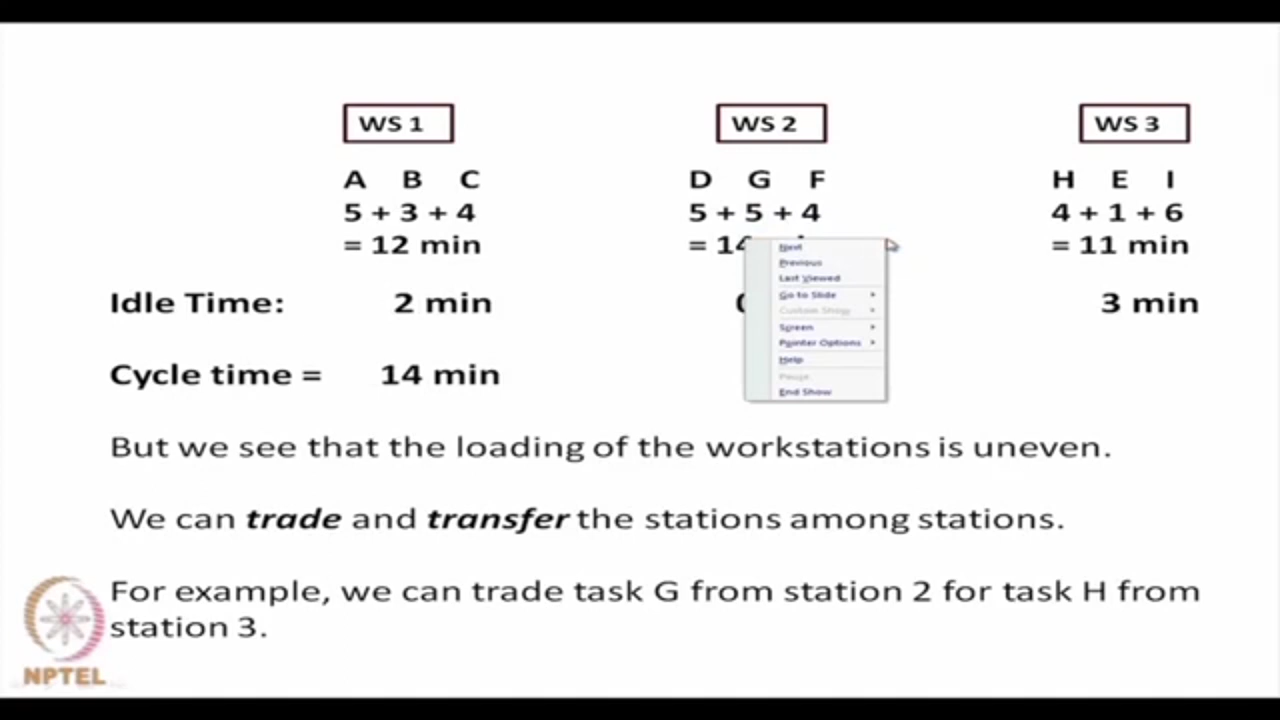 WS 1 WS 2 WS 3
A B C D G F H E I
5 + 3 + 4 5 + 5 + 4 4 + 1 + 6
= 12 min = 14 = 11 min
Idle Time: 2 min 3 min
Next
Previous
Last Viewed
Go to Slide
Custom Show
Screen
Pointer Options
Help
Pause
End Show
Cycle time = 14 min
But we see that the loading of the workstations is uneven.
We can trade and transfer the stations among stations.
For example, we can trade task G from station 2 for task H from
station 3.
NPTEL